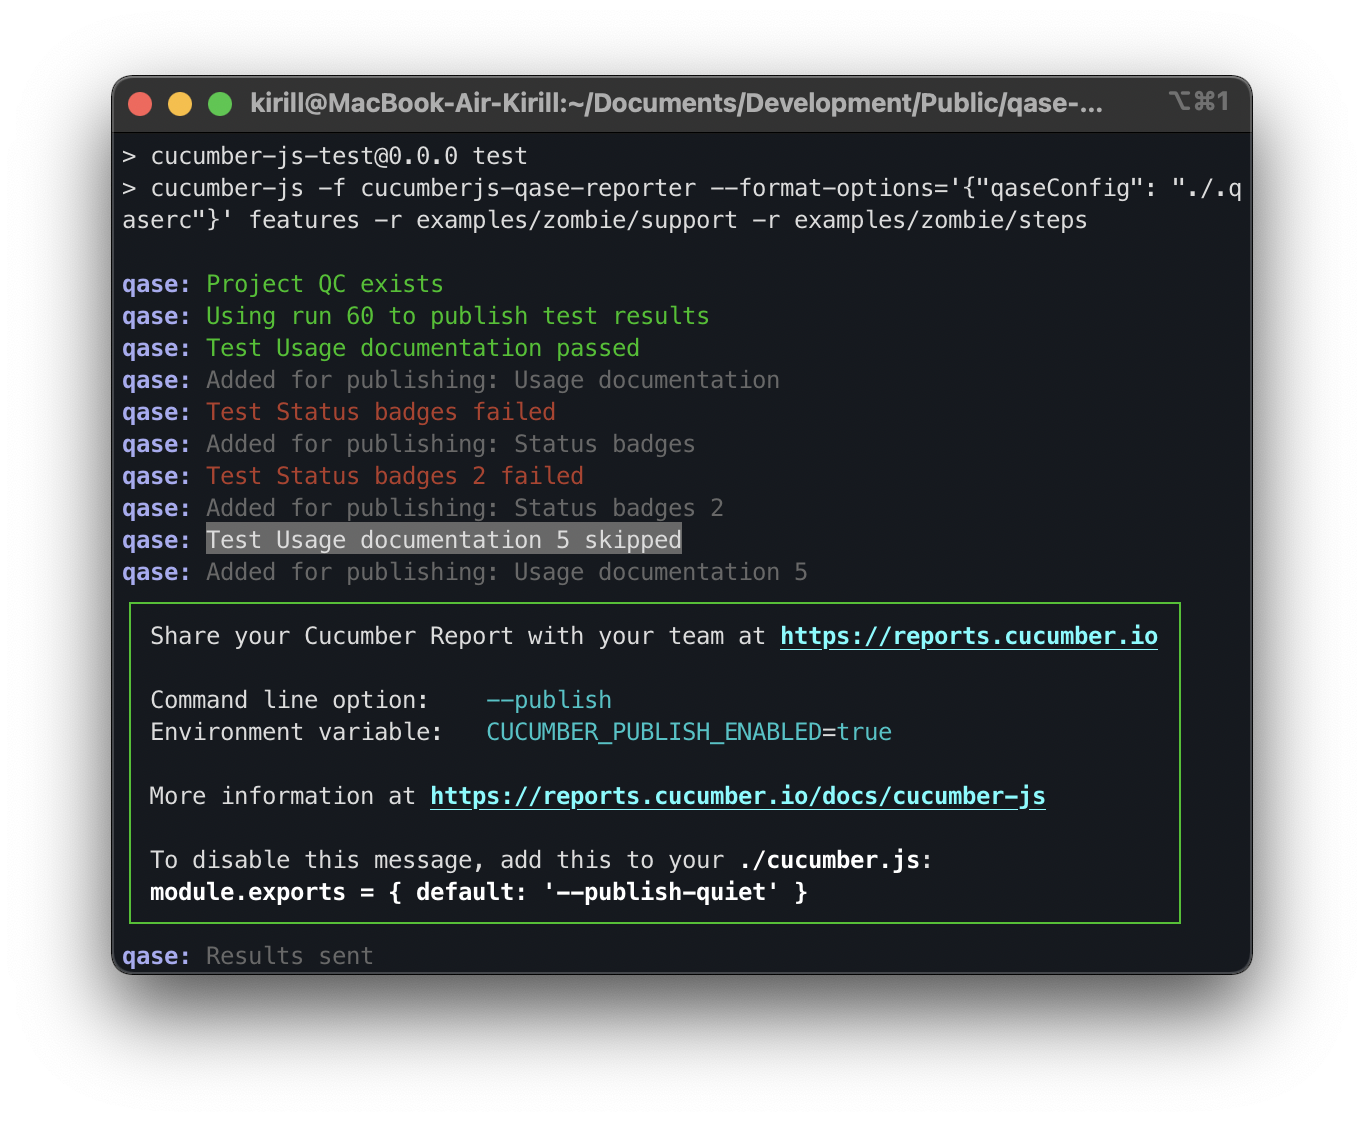 kirill@MacBook-Air-Kirill:~/Documents/Development/Public/qase-... ⌥⌘1
> cucumber-js-test@0.0.0 test
> cucumber-js -f cucumberjs-qase-reporter --format-options='{"qaseConfig": "./.q
aserc"}' features -r examples/zombie/support -r examples/zombie/steps
qase: Project QC exists
qase: Using run 60 to publish test results
qase: Test Usage documentation passed
qase: Added for publishing: Usage documentation
qase: Test Status badges failed
qase: Added for publishing: Status badges
qase: Test Status badges 2 failed
qase: Added for publishing: Status badges 2
qase: Test Usage documentation 5 skipped
qase: Added for publishing: Usage documentation 5
Share your Cucumber Report with your team at https://reports.cucumber.io
Command line option: --publish
Environment variable: CUCUMBER_PUBLISH_ENABLED=true
More information at https://reports.cucumber.io/docs/cucumber-js
To disable this message, add this to your ./cucumber.js:
module.exports = { default: '--publish-quiet' }
qase: Results sent